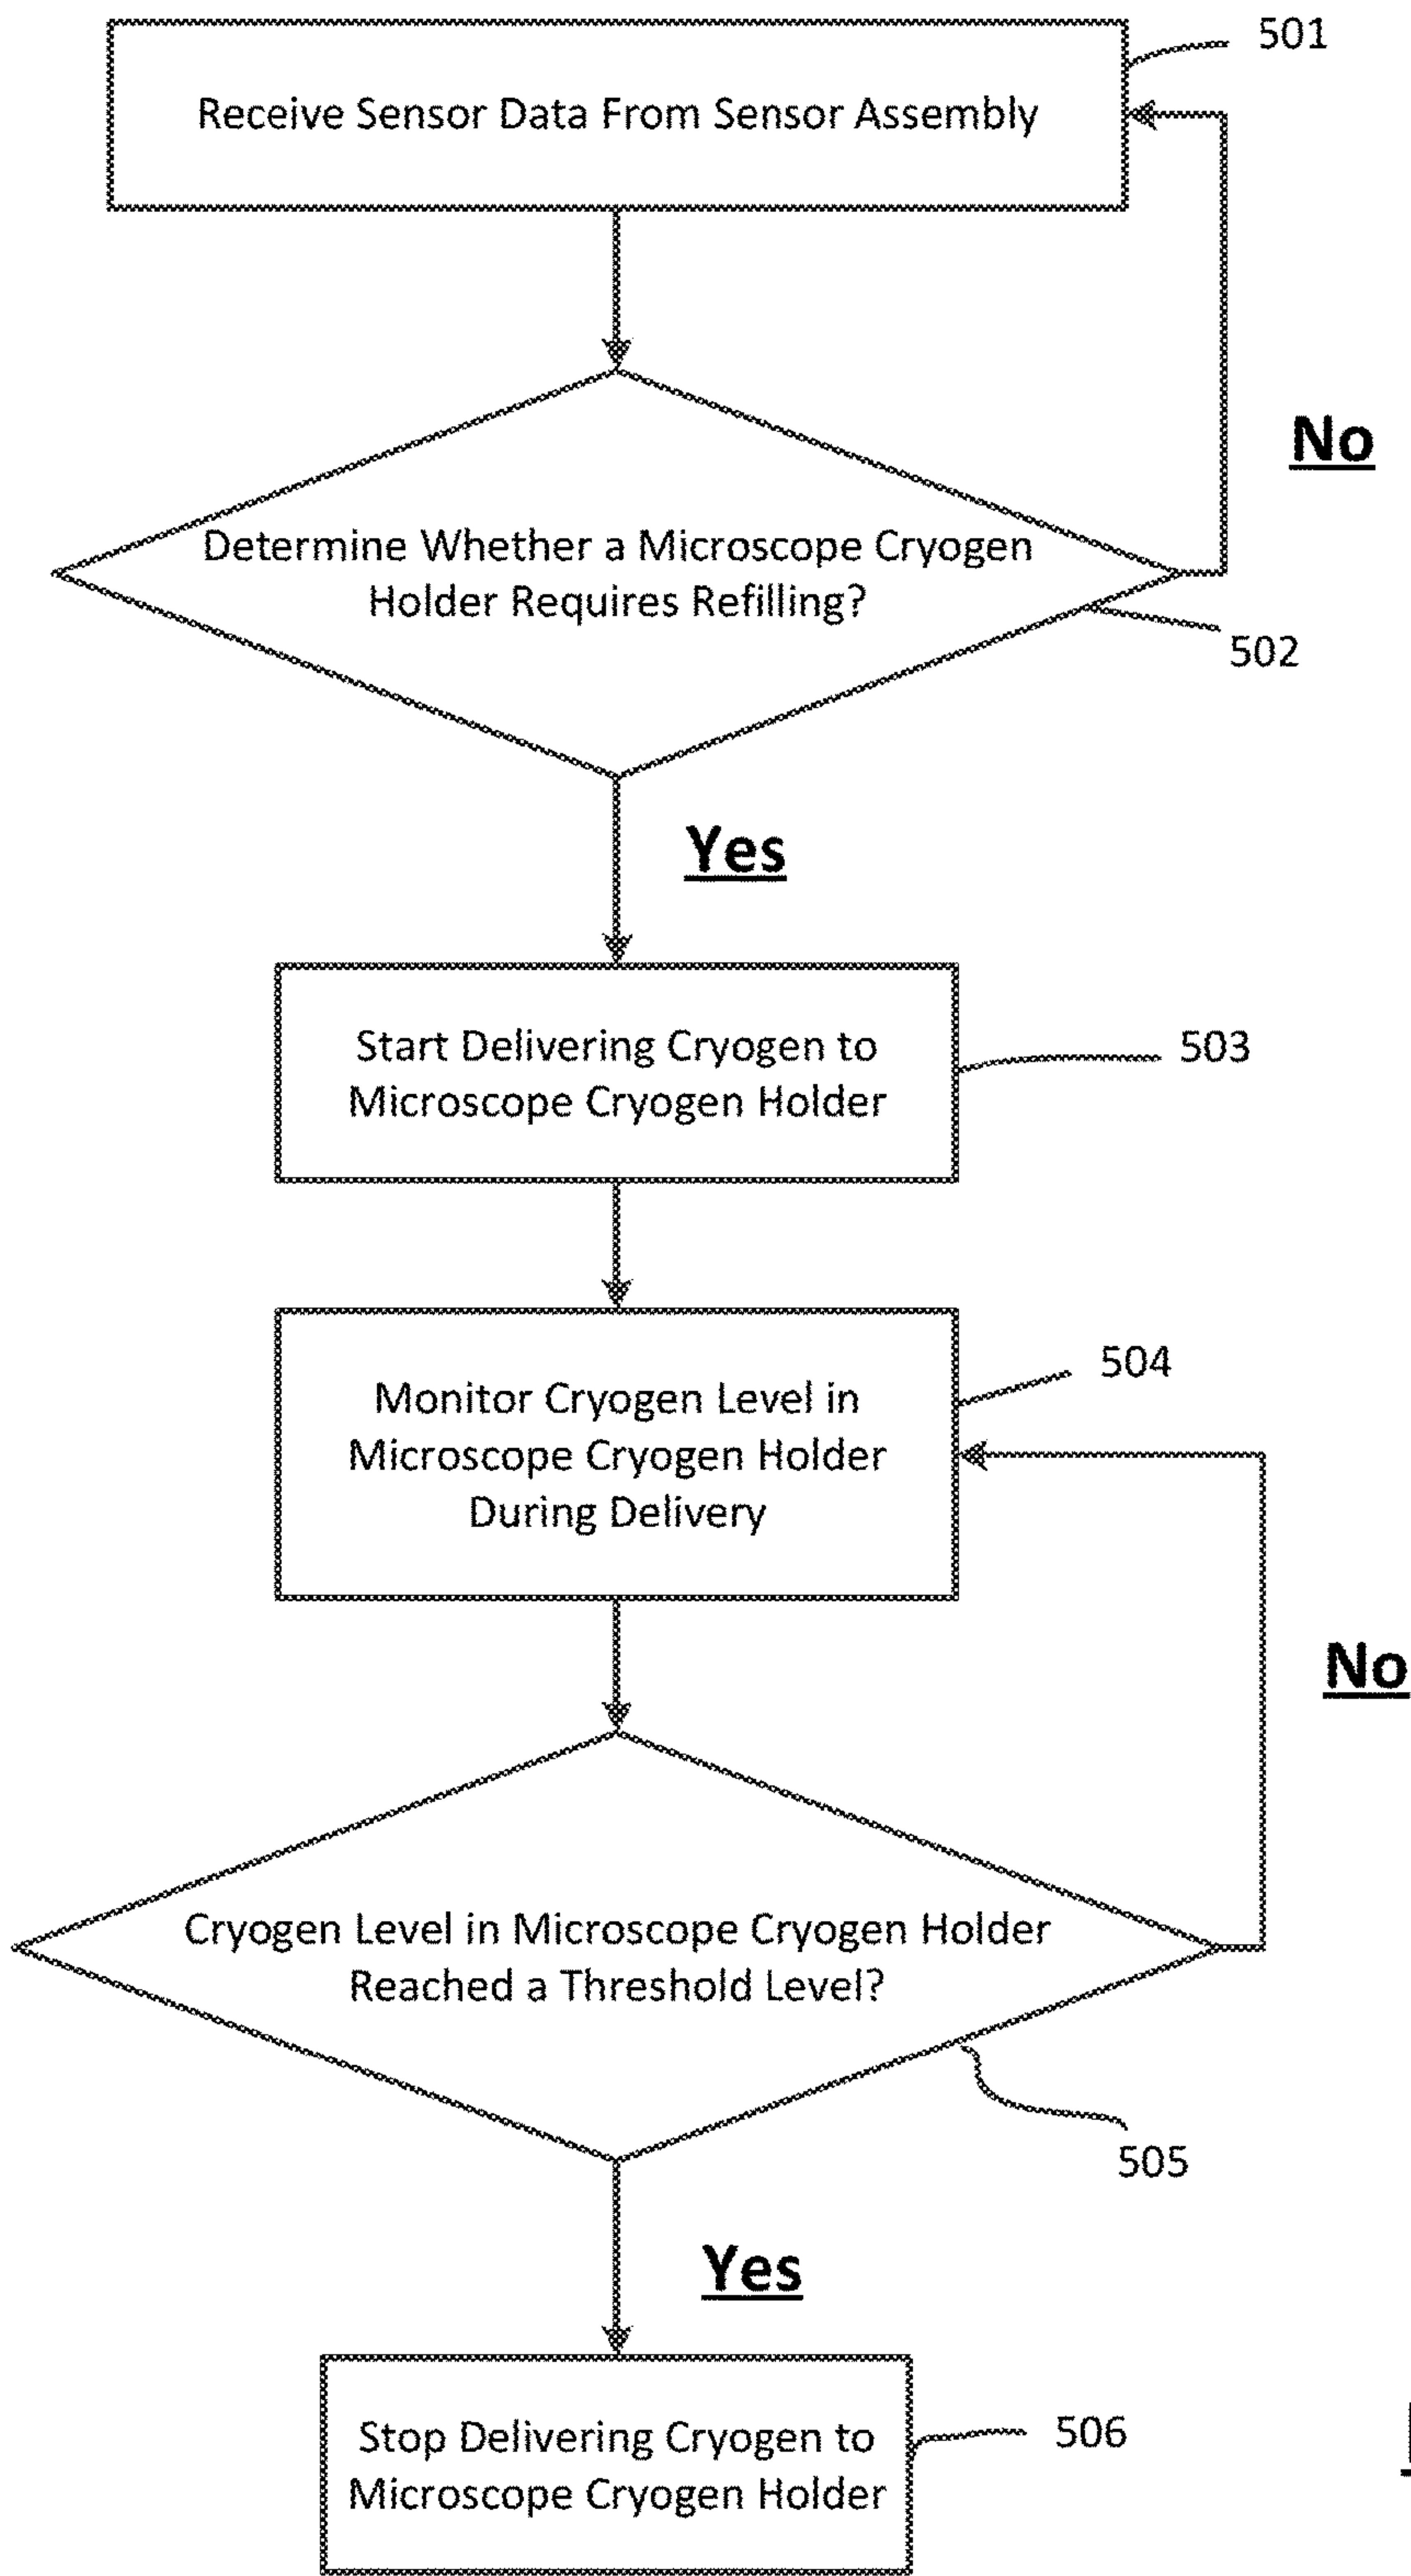 501
Receive Sensor Data From Sensor Assembly
No
Determine Whether a Microscope Cryogen
Holder Requires Refilling?
502
Yes
Start Delivering Cryogen to
Microscope Cryogen Holder
503
504
Monitor Cryogen Level in
Microscope Cryogen Holder
During Delivery
No
Cryogen Level in Microscope Cryogen Holder
Reached a Threshold Level?
505
Yes
Stop Delivering Cryogen to
Microscope Cryogen Holder
506